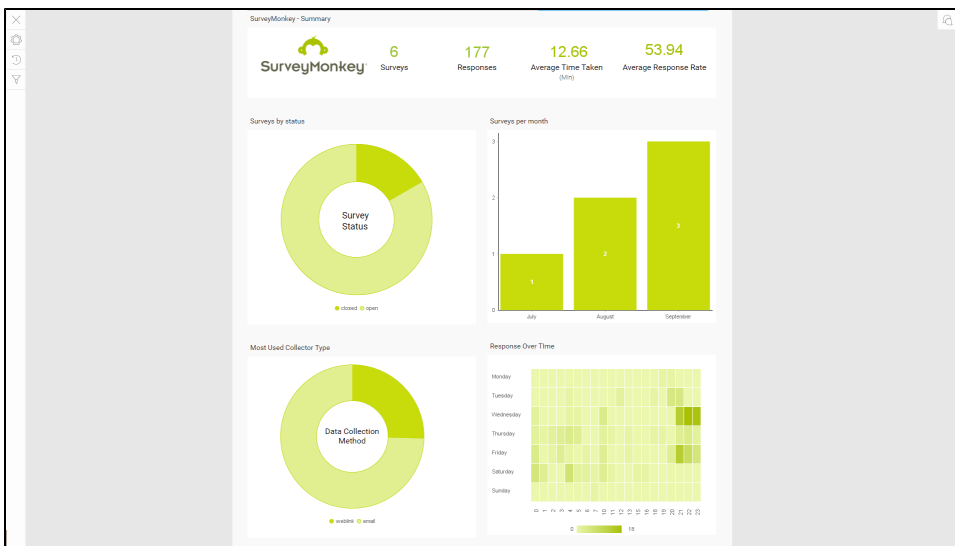 SurveyMonkey - Summary
SurveyMonkey
6
Surveys
177
Responses
12.66
Average Time Taken
(Min)
53.94
Average Response Rate
Surveys by status
Survey
Status
closed open
Surveys per month
3
2
1
0
1
2
3
July August September
Most Used Collector Type
Data Collection
Method
weblink email
Response Over TIme
Monday
Tuesday
Wednesday
Thursday
Friday
Saturday
Sunday
0 1 2 3 4 5 6 7 8 10 11 12 13 15 16 18 19 20 21 22 23
0 18